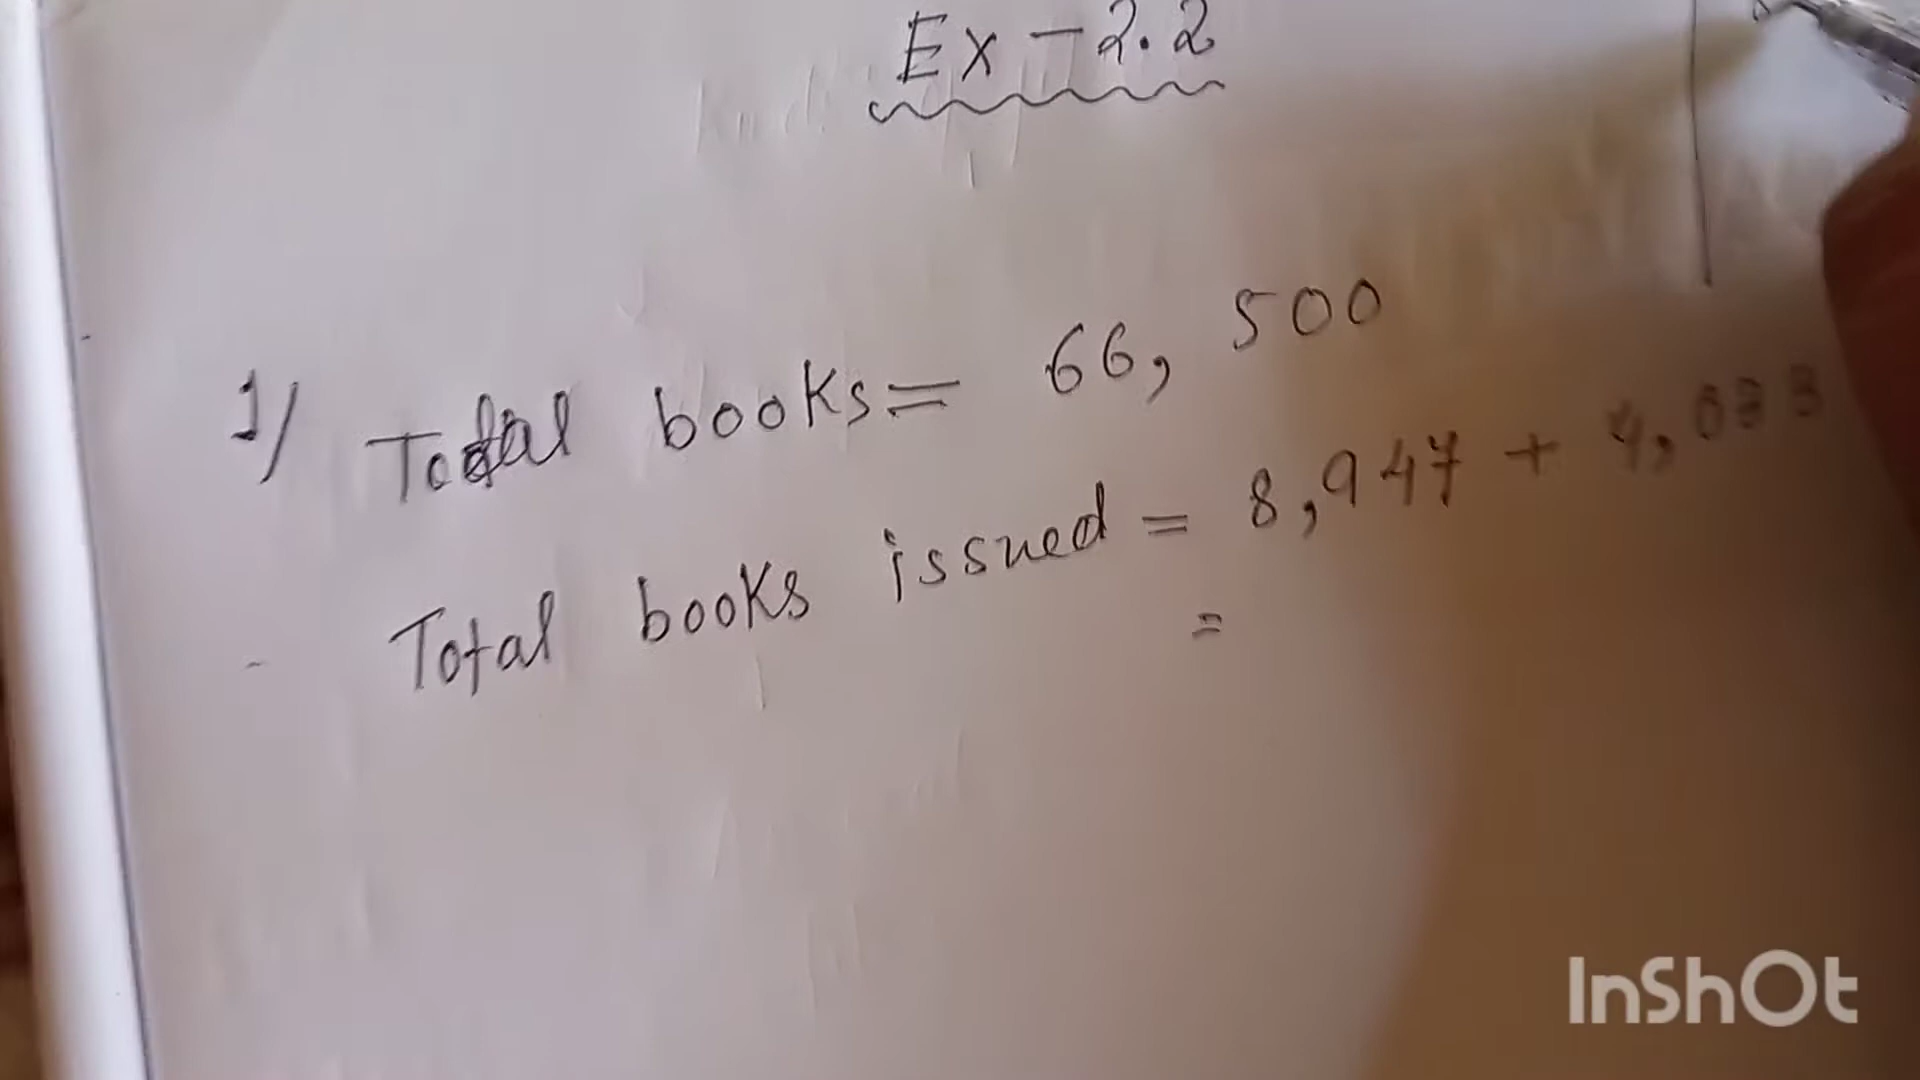 Ex - 2.2
1) Total books = 66, 500
Total books issued = 8,947 +
=
InShOt